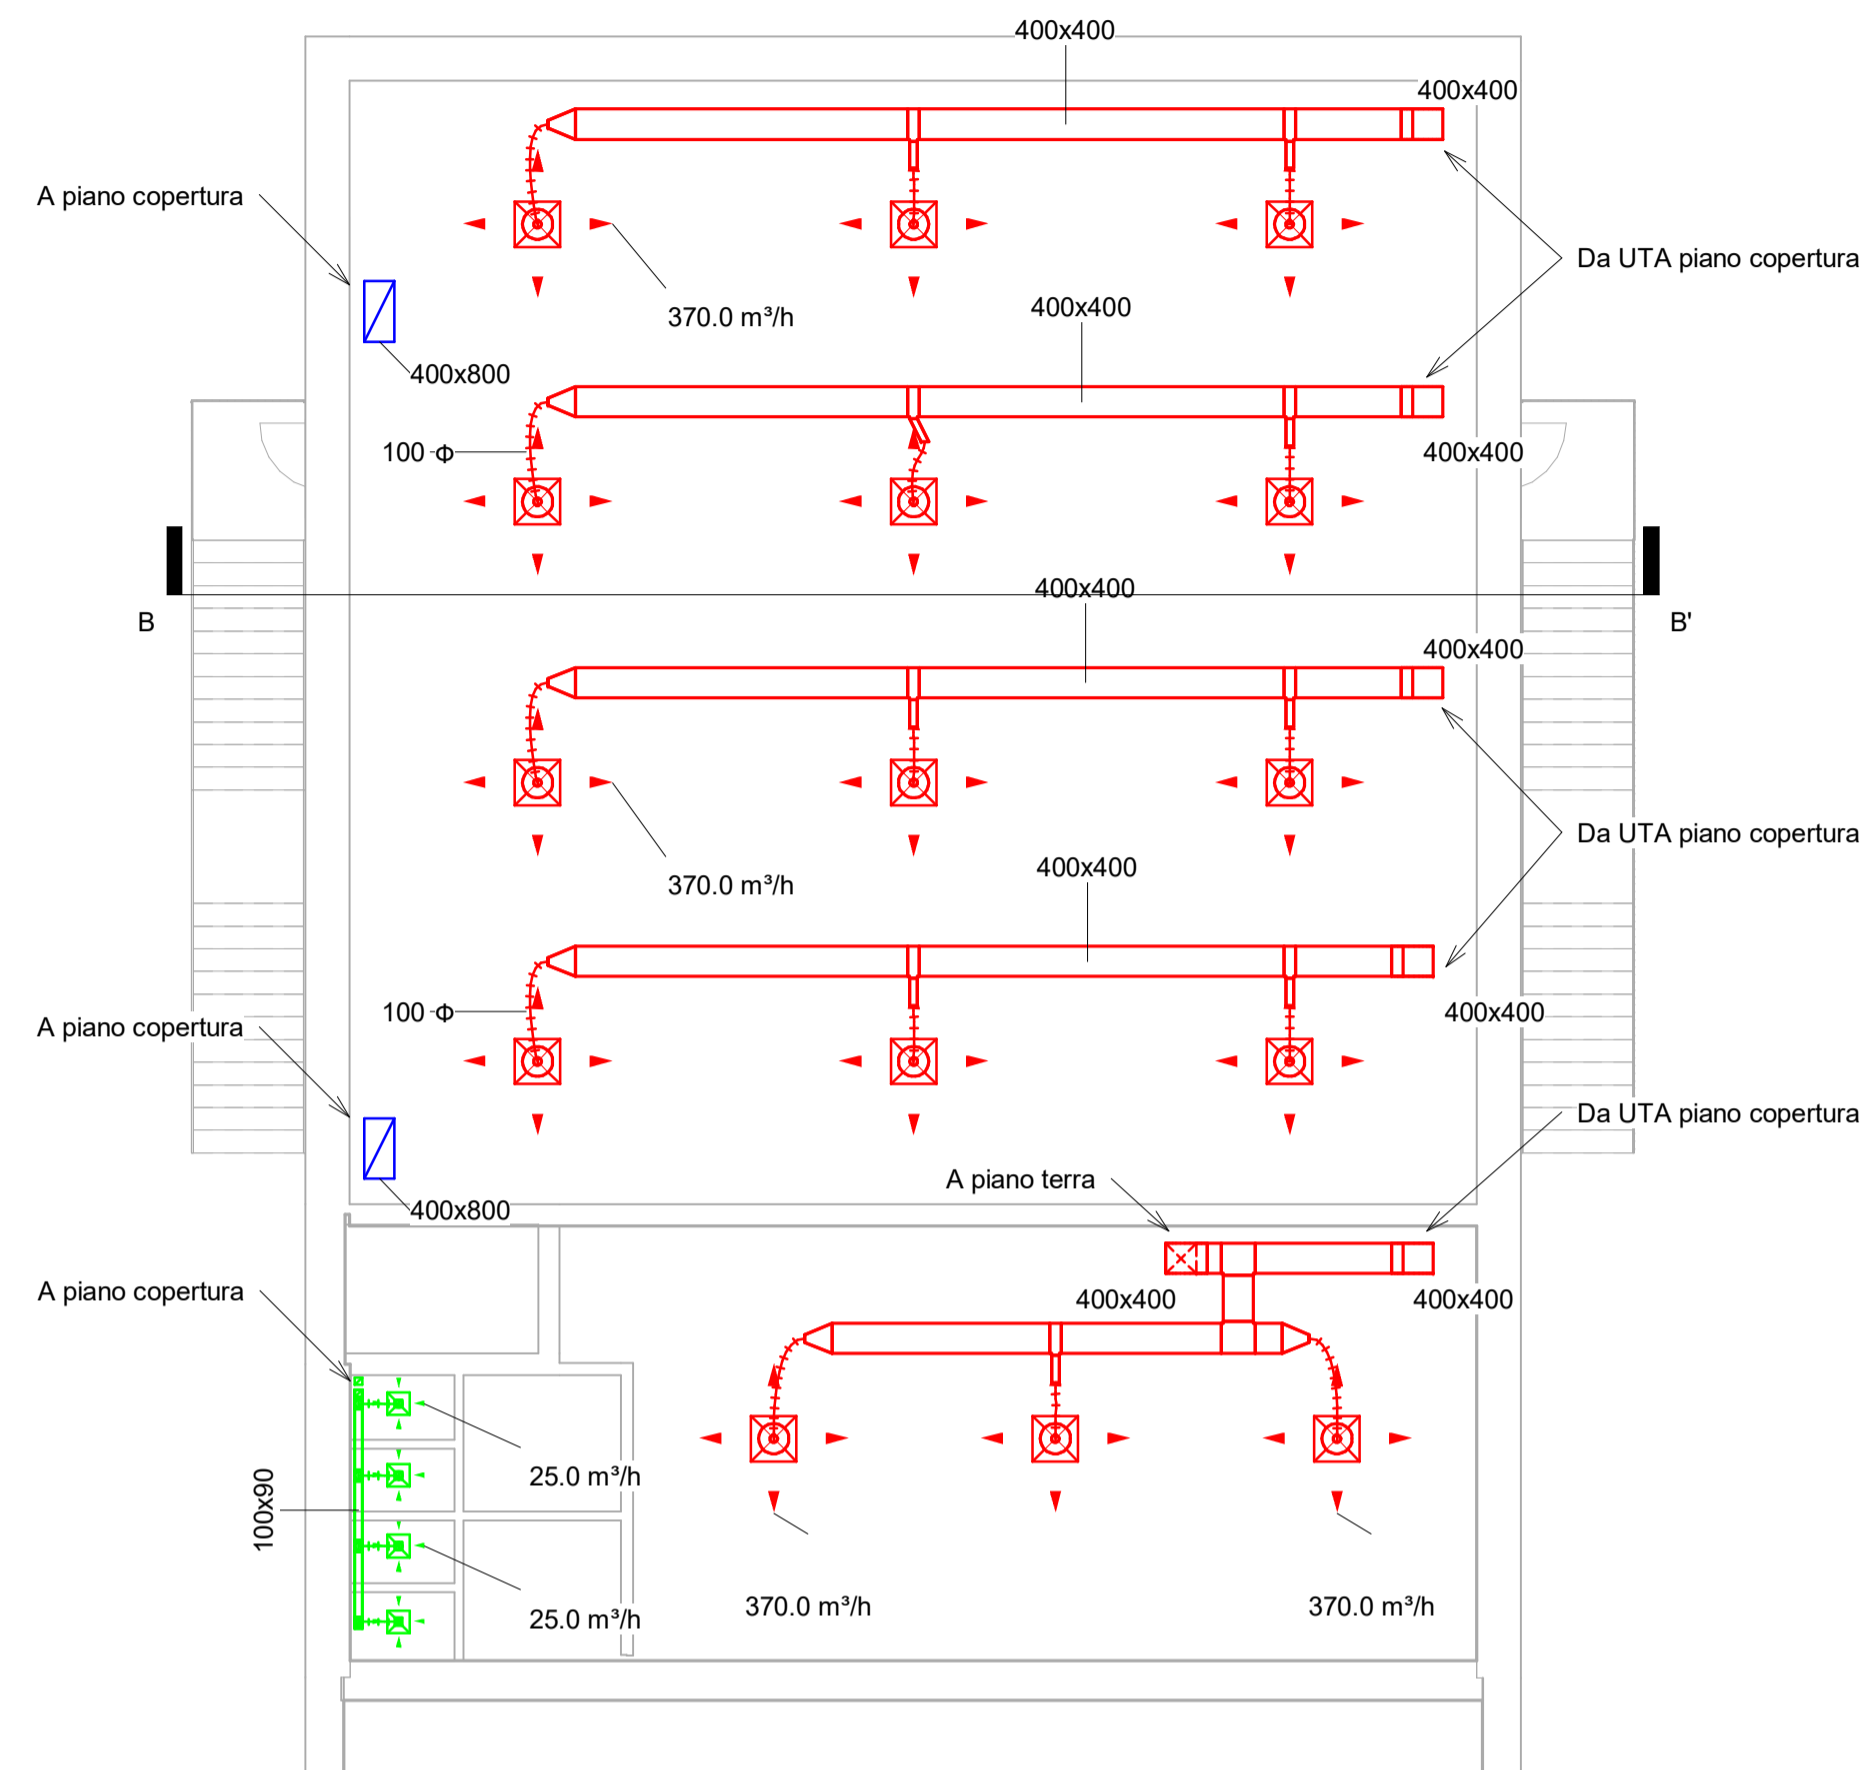 400x400
400x400
A piano copertura
Da UTA piano copertura
370.0 m³/h
400x400
400x800
100 Φ
400x400
400x400
B
B'
400x400
Da UTA piano copertura
400x400
370.0 m³/h
100 Φ
400x400
A piano copertura
Da UTA piano copertura
A piano terra
400x800
A piano copertura
400x400
400x400
25.0 m³/h
100x90
25.0 m³/h
370.0 m³/h
370.0 m³/h